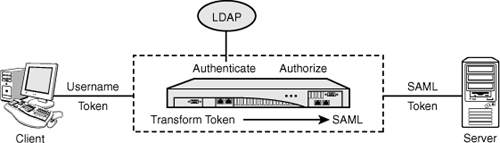 LDAP
Authenticate Authorize
Username
Token
SAML
Token
Transform Token SAML
Client
Server